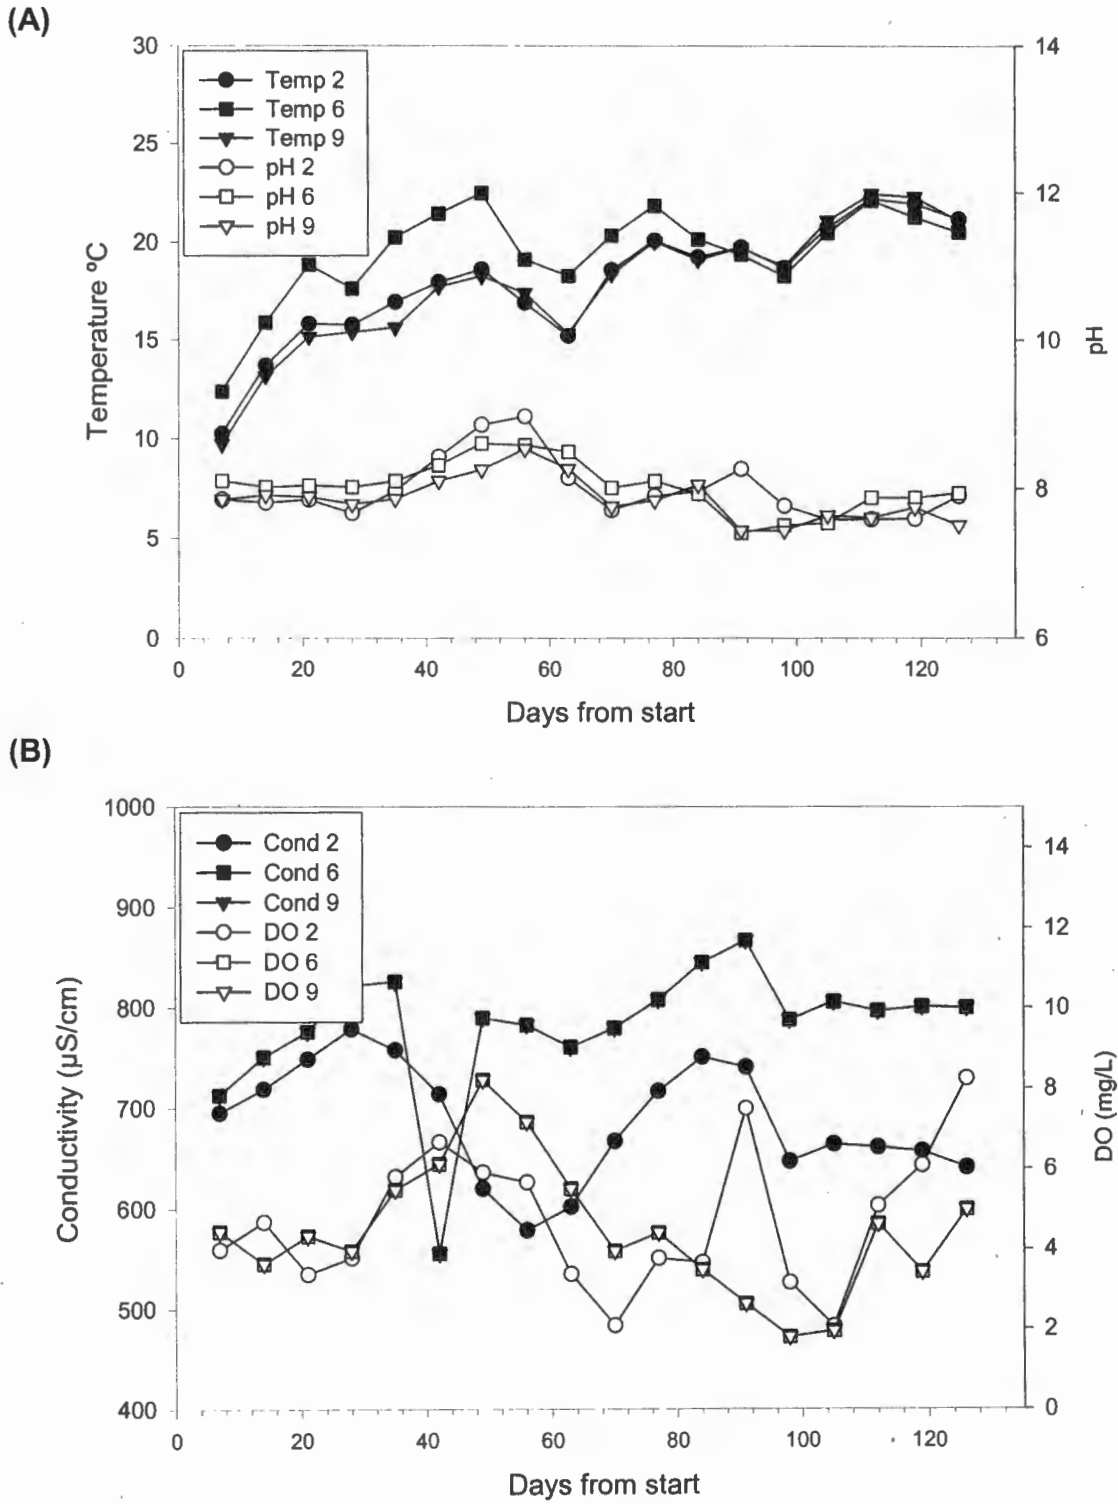 (A)
30
25
20
15
10
5
0
Temperature ºC
Temp 2
Temp 6
Temp 9
pH 2
pH 6
pH 9
14
12
10
8
6
pH
0 20 40 60 80 100 120
Days from start
(B)
1000
900
800
700
600
500
400
Conductivity (µS/cm)
Cond 2
Cond 6
Cond 9
DO 2
DO 6
DO 9
14
12
10
8
6
4
2
0
DO (mg/L)
0 20 40 60 80 100 120
Days from start